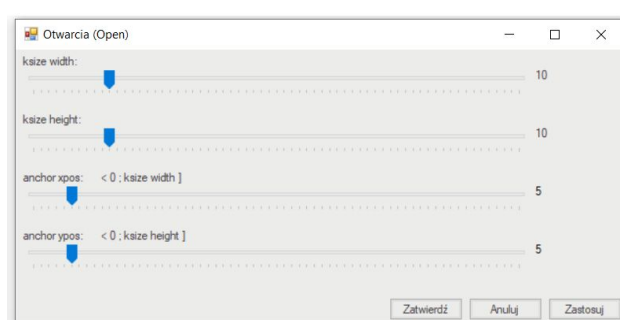 Otwarcia (Open)
ksize width:
10
ksize height:
10
anchor xpos: < 0 ; ksize width ]
5
anchor ypos: < 0 ; ksize height ]
5
Zatwierdź Anuluj Zastosuj